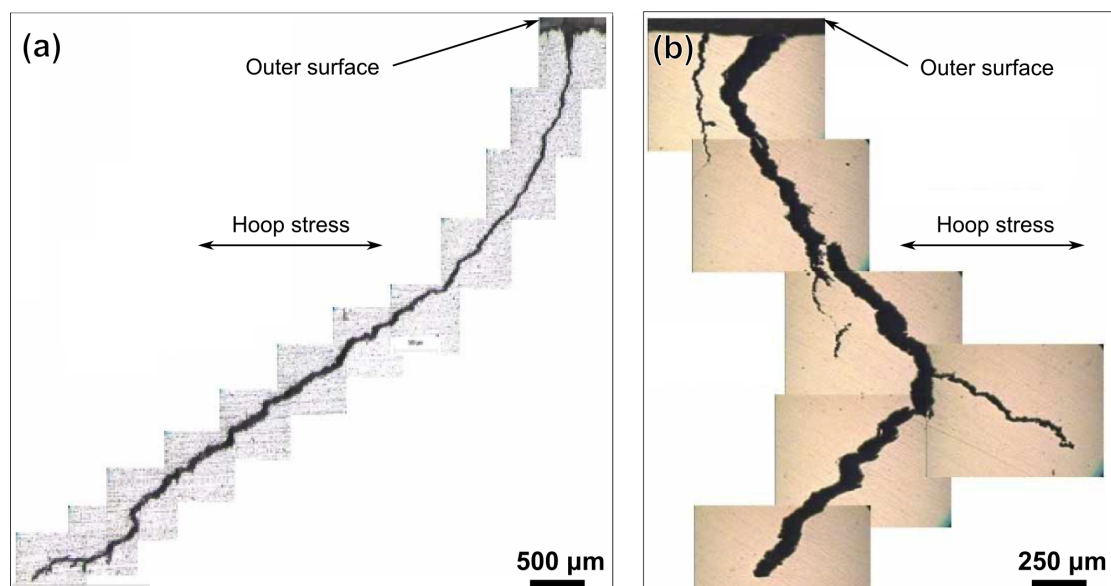 (a)
Outer surface
Hoop stress
500 µm
(b)
Outer surface
Hoop stress
250 µm